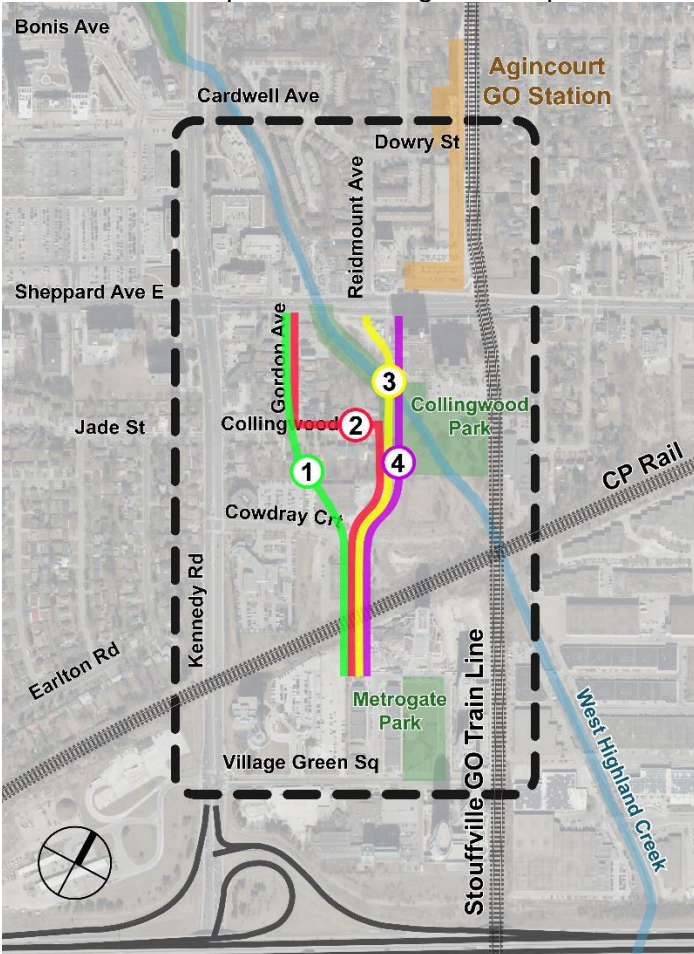 Bonis Ave
Cardwell Ave
Agincourt
GO Station
Dowry St
Reidmount Ave
Sheppard Ave E
Gordon Ave
3
Jade St
Collingwood
2
Collingwood
Park
1
4
CP Rail
Cowdray Crt
Kennedy Rd
Earlton Rd
Metrogate
Park
Stouffville GO Train Line
West Highland Creek
Village Green Sq